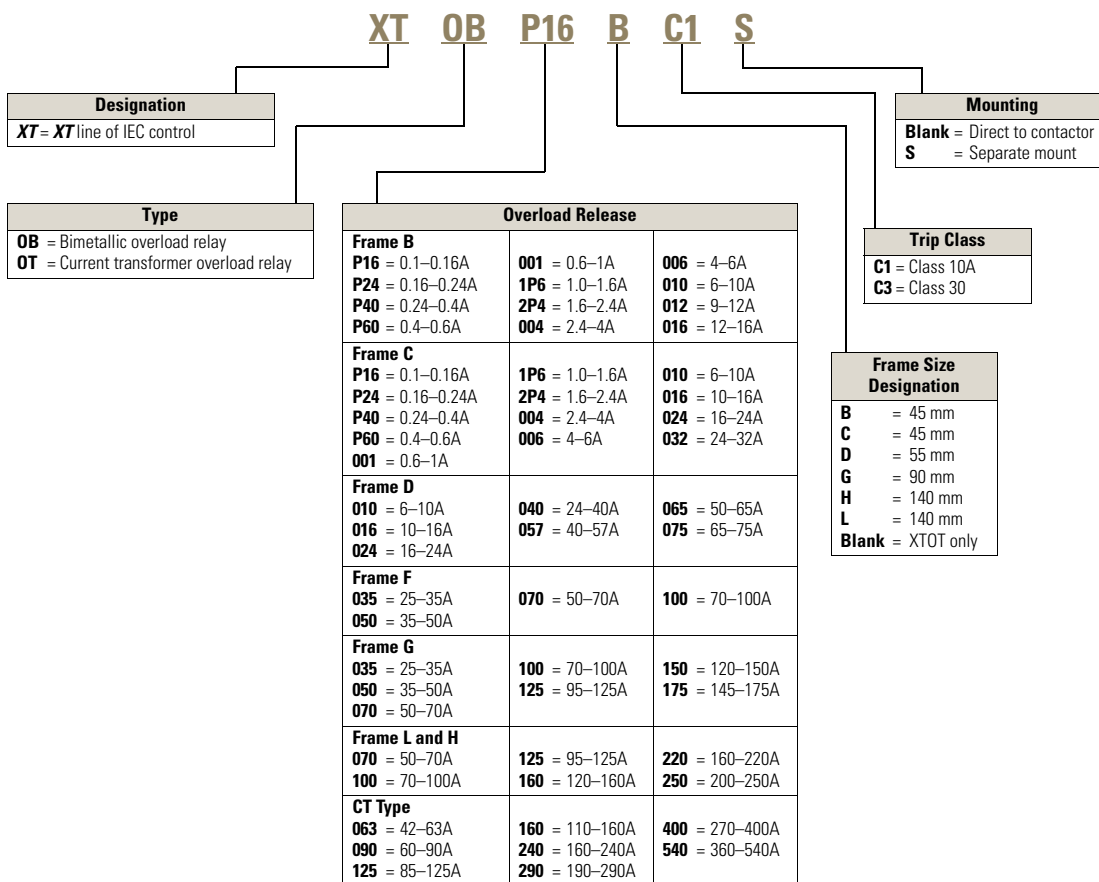 XT OB P16 B C1 S
Designation
XT = XT line of IEC control
Mounting
Blank = Direct to contactor
S = Separate mount
Type
OB = Bimetallic overload relay
OT = Current transformer overload relay
Overload Release
Frame B
P16 = 0.1–0.16A 001 = 0.6–1A 006 = 4–6A
P24 = 0.16–0.24A 1P6 = 1.0–1.6A 010 = 6–10A
P40 = 0.24–0.4A 2P4 = 1.6–2.4A 012 = 9–12A
P60 = 0.4–0.6A 004 = 2.4–4A 016 = 12–16A
Frame C
P16 = 0.1–0.16A 1P6 = 1.0–1.6A 010 = 6–10A
P24 = 0.16–0.24A 2P4 = 1.6–2.4A 016 = 10–16A
P40 = 0.24–0.4A 004 = 2.4–4A 024 = 16–24A
P60 = 0.4–0.6A 006 = 4–6A 032 = 24–32A
001 = 0.6–1A
Frame D
010 = 6–10A 040 = 24–40A 065 = 50–65A
016 = 10–16A 057 = 40–57A 075 = 65–75A
024 = 16–24A
Frame F
035 = 25–35A 070 = 50–70A 100 = 70–100A
050 = 35–50A
Frame G
035 = 25–35A 100 = 70–100A 150 = 120–150A
050 = 35–50A 125 = 95–125A 175 = 145–175A
070 = 50–70A
Frame L and H
070 = 50–70A 125 = 95–125A 220 = 160–220A
100 = 70–100A 160 = 120–160A 250 = 200–250A
CT Type
063 = 42–63A 160 = 110–160A 400 = 270–400A
090 = 60–90A 240 = 160–240A 540 = 360–540A
125 = 85–125A 290 = 190–290A
Trip Class
C1 = Class 10A
C3 = Class 30
Frame Size
Designation
B = 45 mm
C = 45 mm
D = 55 mm
G = 90 mm
H = 140 mm
L = 140 mm
Blank = XTOT only